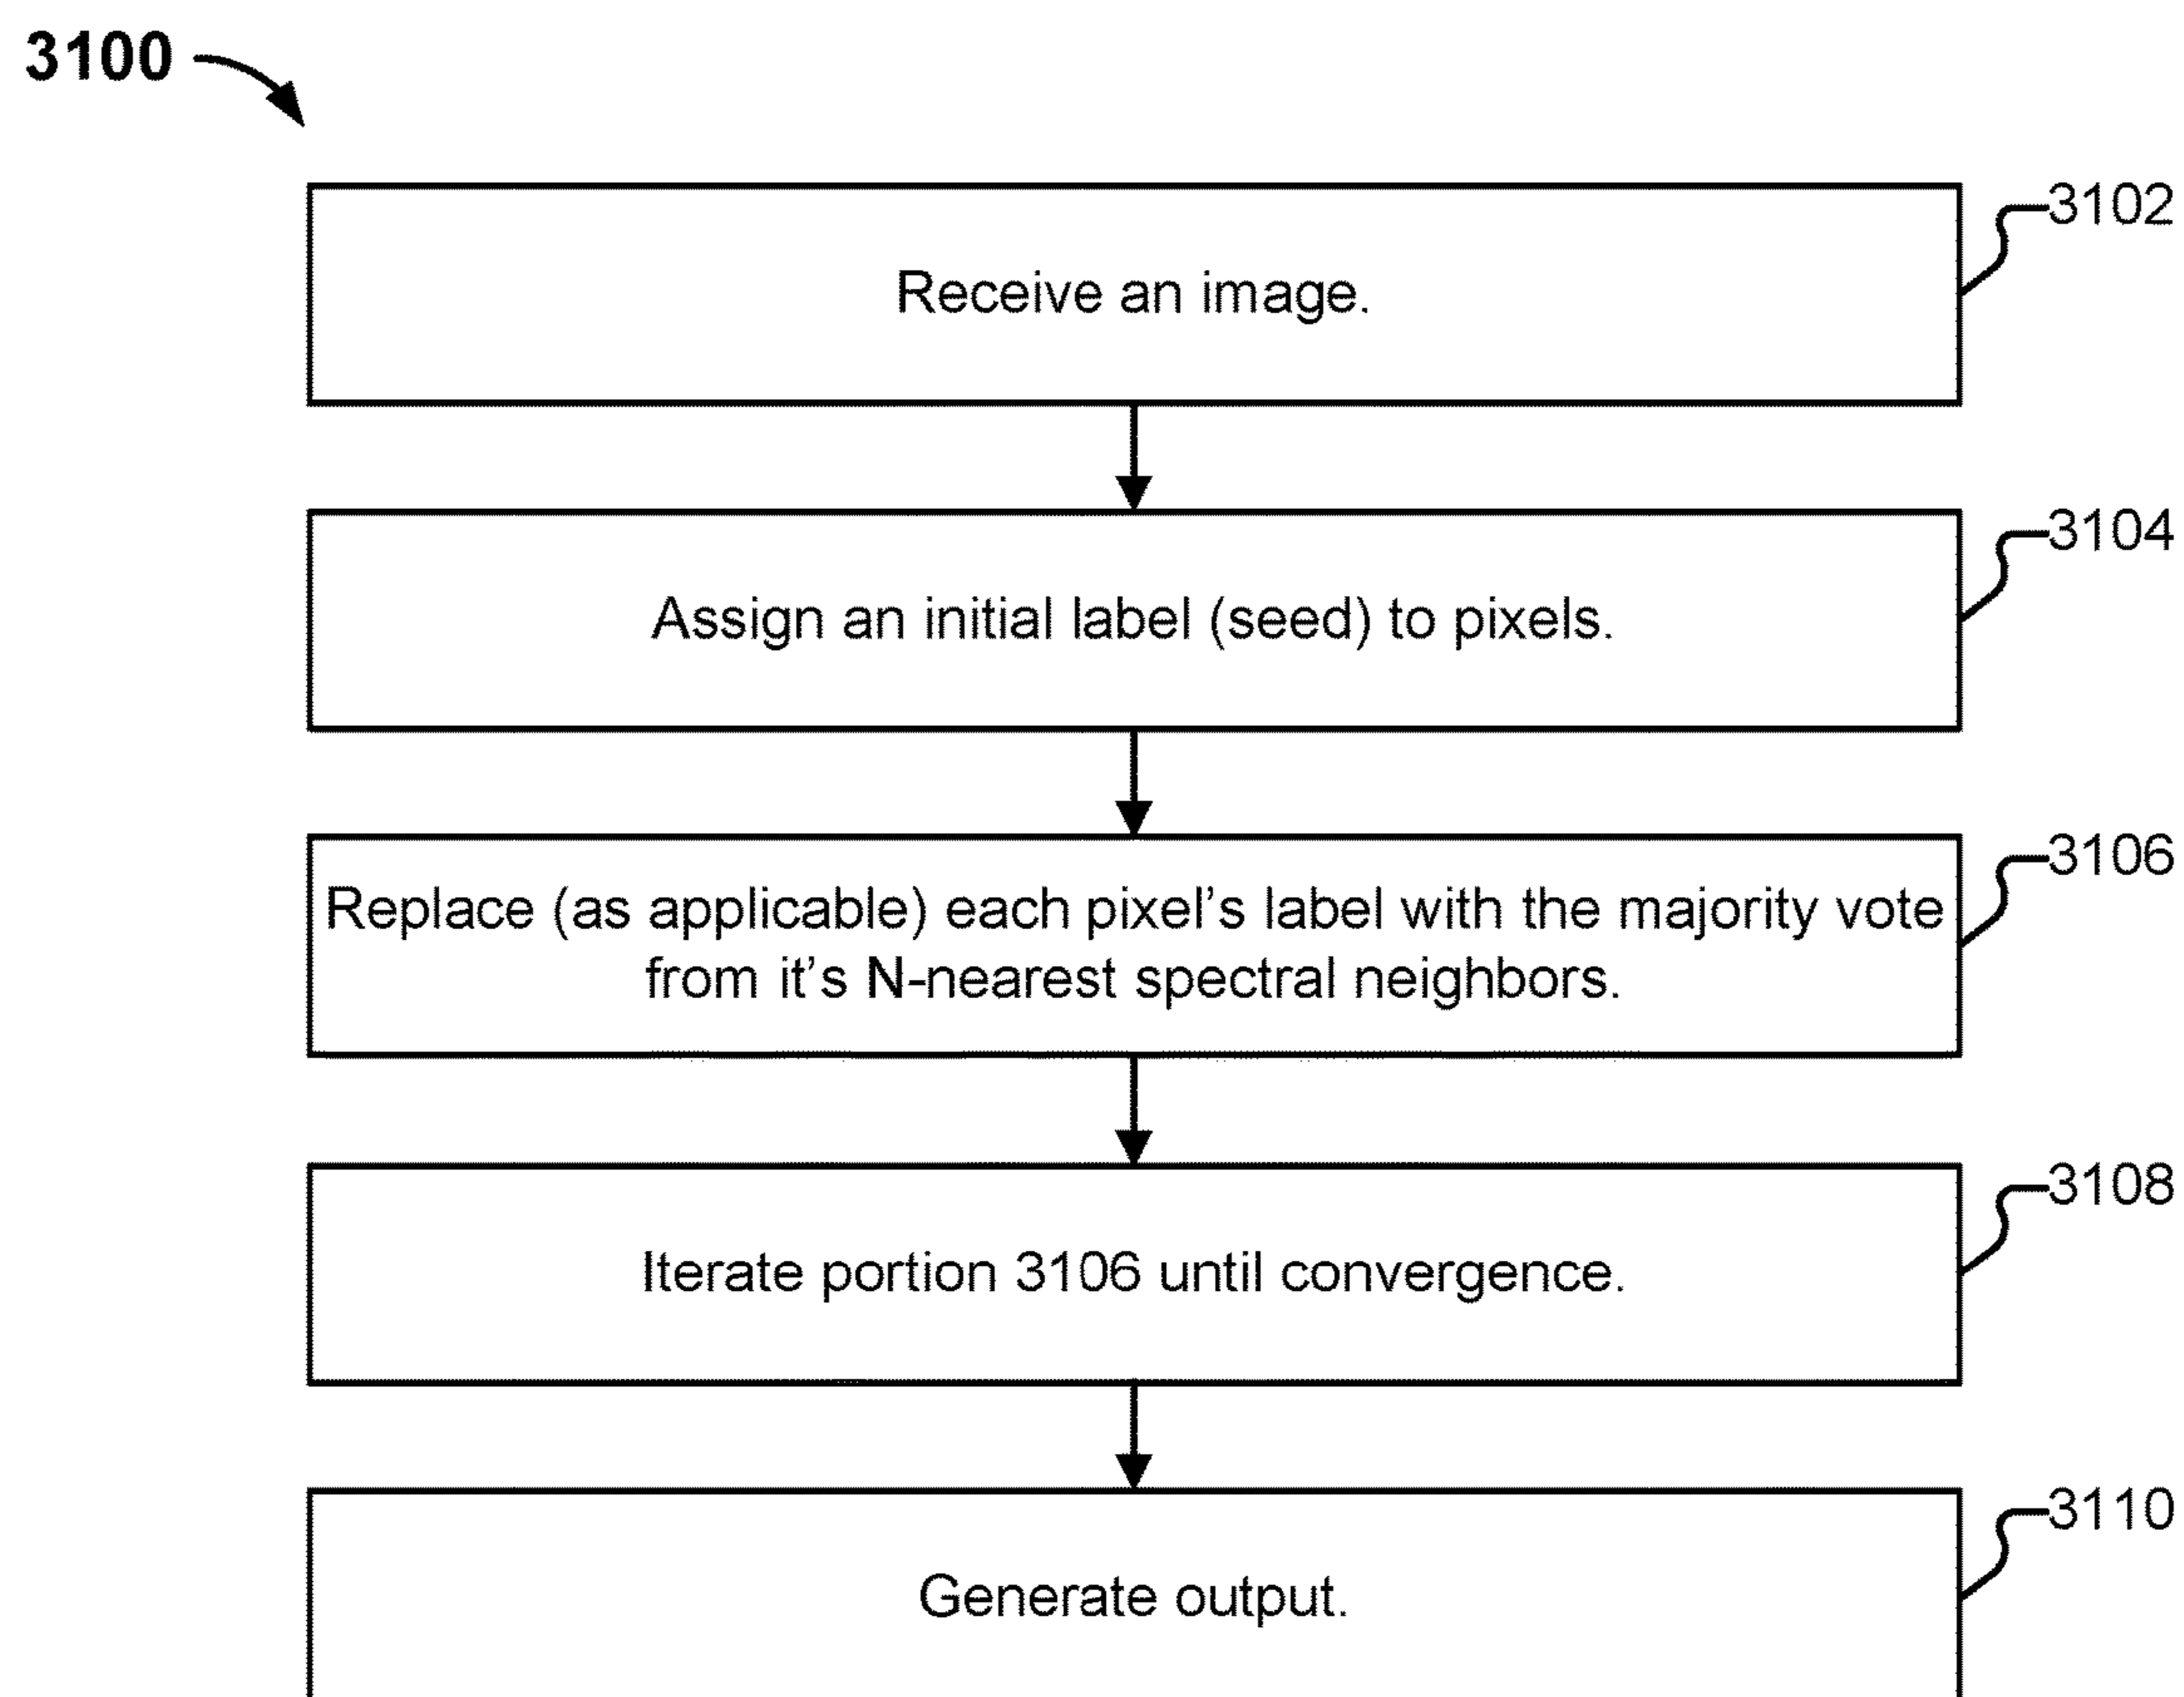 3100
Receive an image.
3102
Assign an initial label (seed) to pixels.
3104
Replace (as applicable) each pixel's label with the majority vote
from it's N-nearest spectral neighbors.
3106
Iterate portion 3106 until convergence.
3108
Generate output.
3110